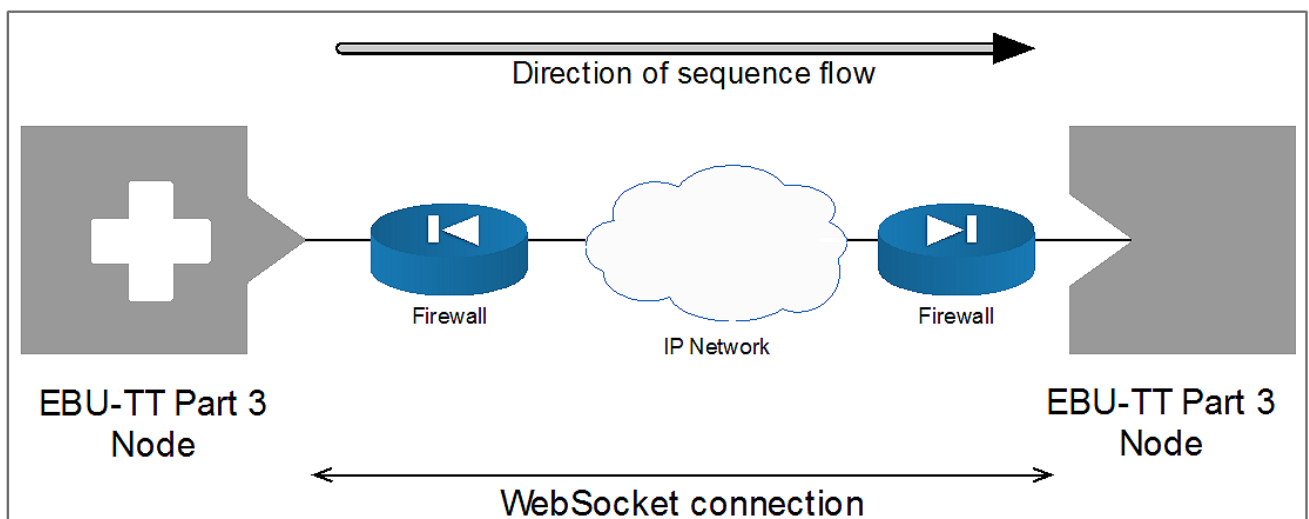 Direction of sequence flow
Firewall
Firewall
IP Network
EBU-TT Part 3
Node
EBU-TT Part 3
Node
WebSocket connection